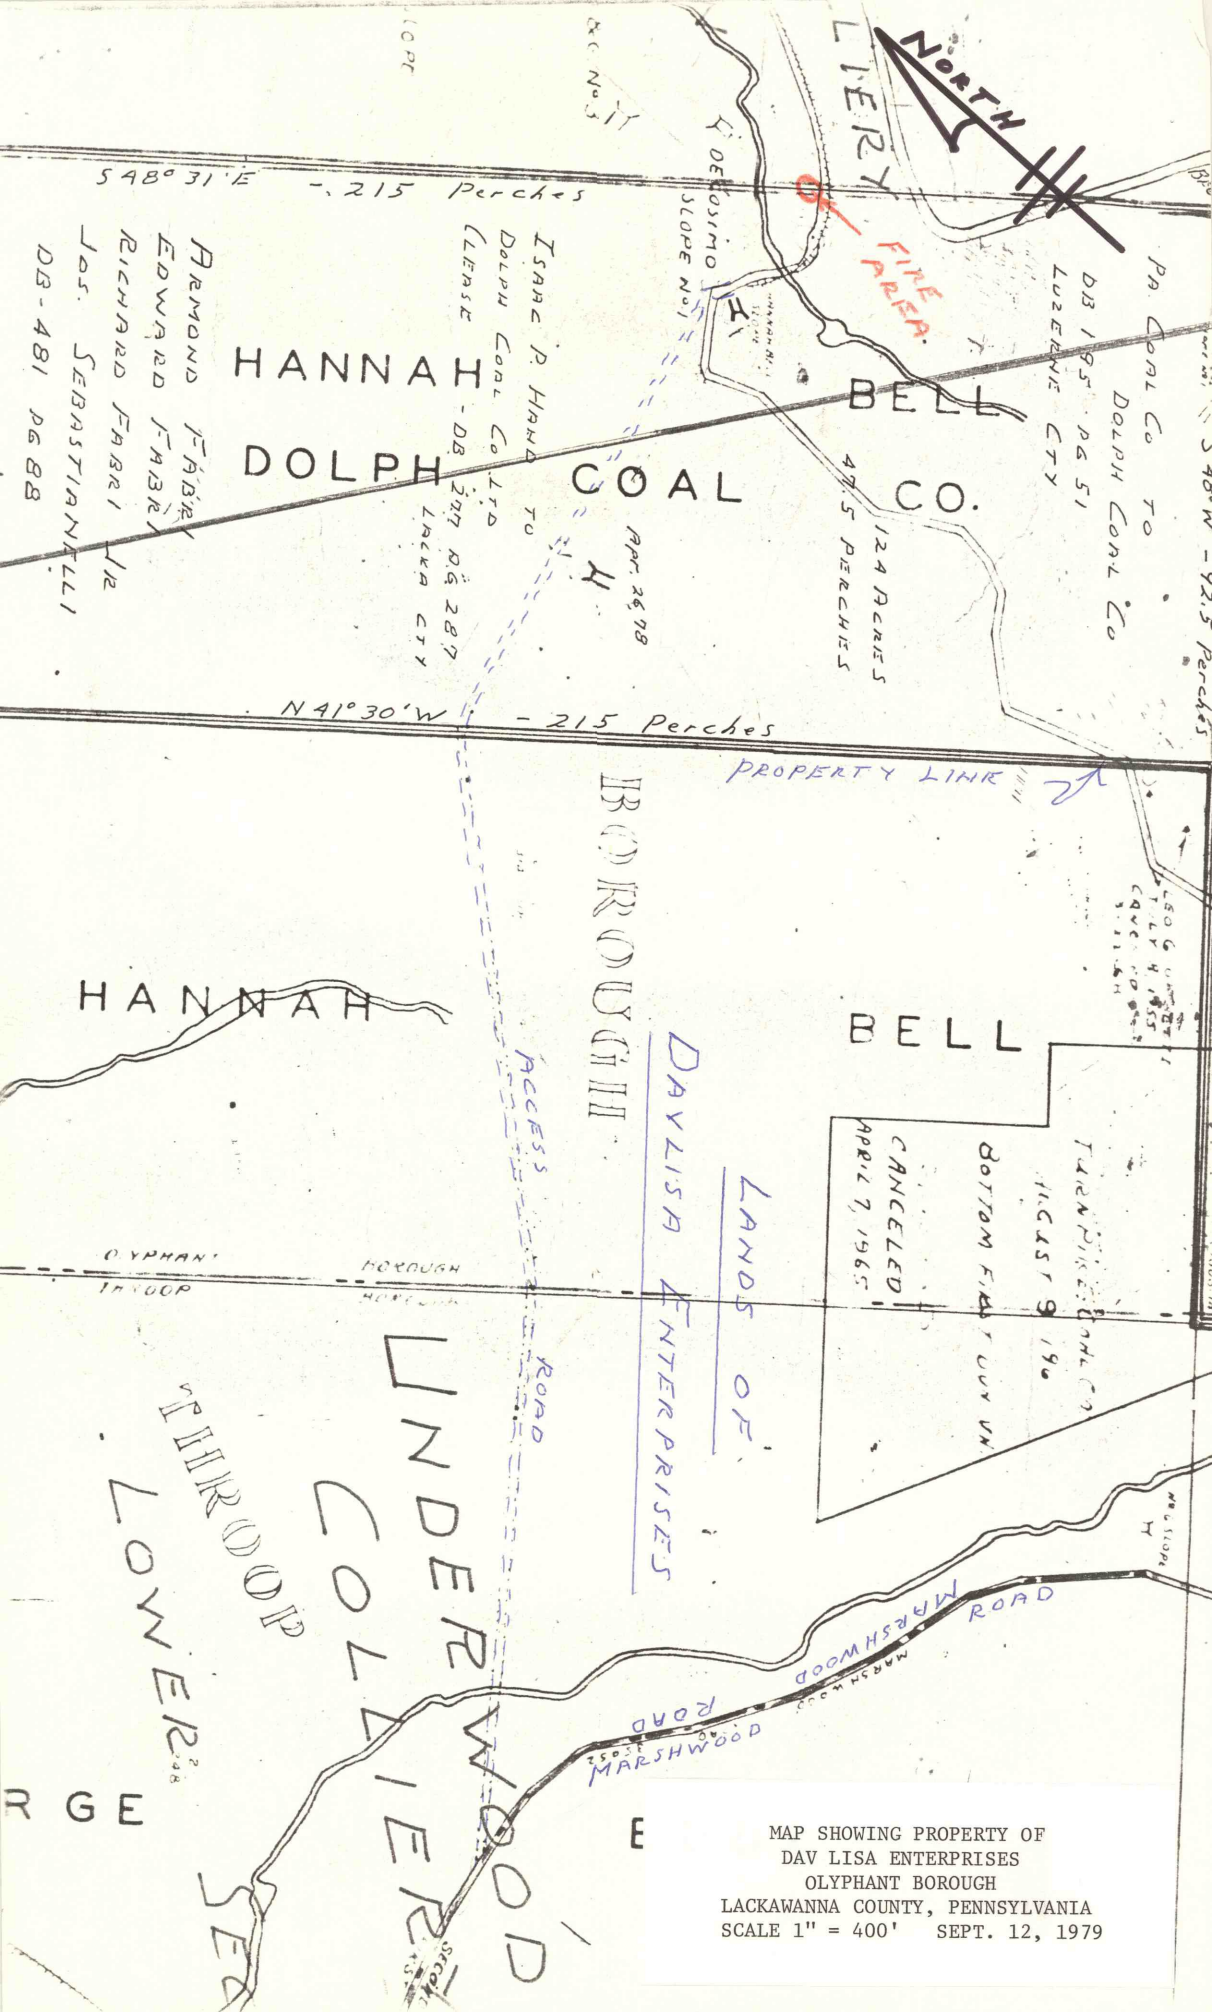 NORTH
LIERY
FIRE
AREA
S 48° 31' E - 215 Perches
F. DECOSIMO
SLOPE No 1
PA. COAL CO TO
DOLPH COAL CO
DB 195 PG 51
LUZERNE CTY
ISAAC P. HAND TO
DOLPH COAL CO LTD
(LEASE - DB 277 PG 287
LACKA CTY
ARMOND FABRI
EDWARD FABRI
RICHARD FABRI JR
JOS. SEBASTIANELLI
DB-481 PG 88
HANNAH BELL
DOLPH COAL CO.
124 ACRES
47.5 PERCHES
Apr. 26, 78
Perches
N 41° 30' W - 215 Perches
PROPERTY LINE
BOROUGH
HANNAH BELL
ACCESS ROAD
LANDS OF
DAVLISA ENTERPRISES
TURNPIKE COAL CO
BOTTOM
CANCELED
APRIL 7, 1965
OLYPHANT BOROUGH
THROOP BOROUGH
THROOP
LOWER
UNDERWOOD
COLLIERY
MARSHWOOD ROAD
MARSHWOOD
MARSHWOOD ROAD
RGE
E
MAP SHOWING PROPERTY OF
DAV LISA ENTERPRISES
OLYPHANT BOROUGH
LACKAWANNA COUNTY, PENNSYLVANIA
SCALE 1" = 400' SEPT. 12, 1979